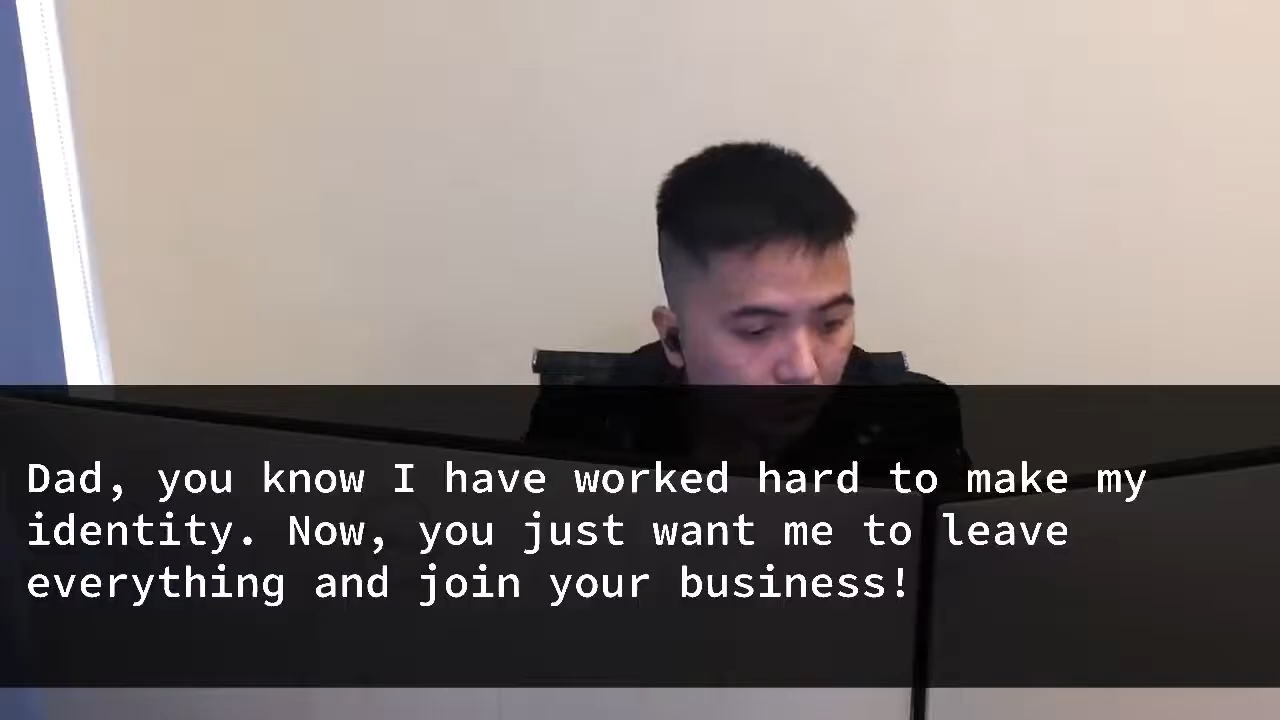 Dad, you know I have worked hard to make my
identity. Now, you just want me to leave
everything and join your business!